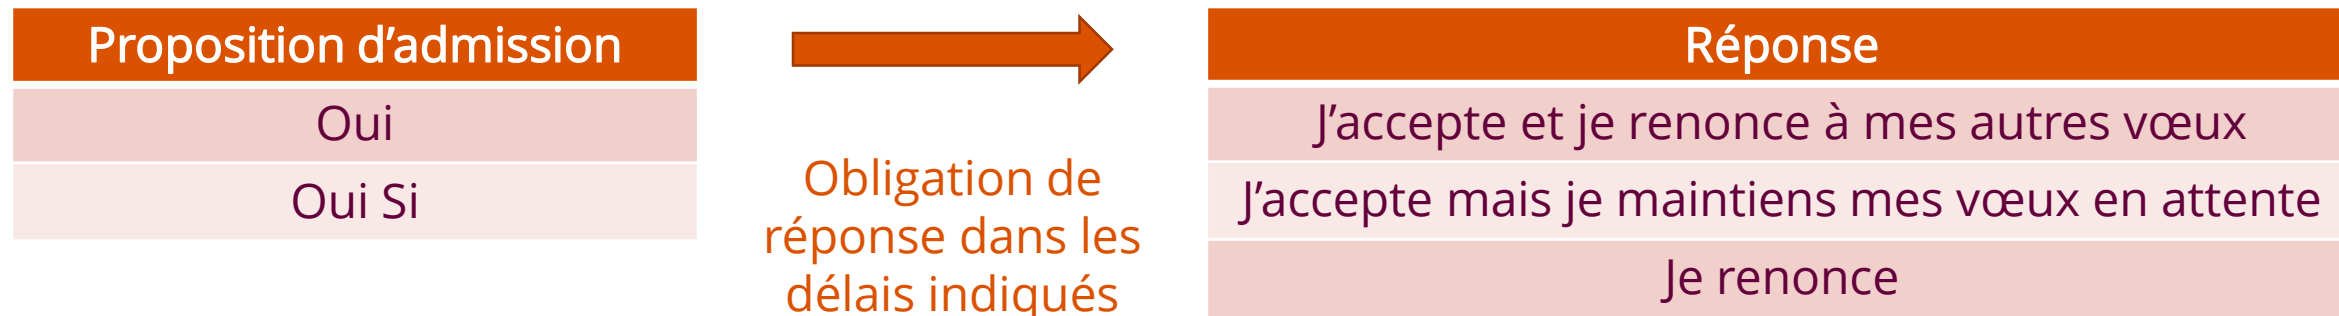 Proposition d’admission
Oui
Oui Si
Obligation de
réponse dans les
délais indiqués
Réponse
J’accepte et je renonce à mes autres vœux
J’accepte mais je maintiens mes vœux en attente
Je renonce